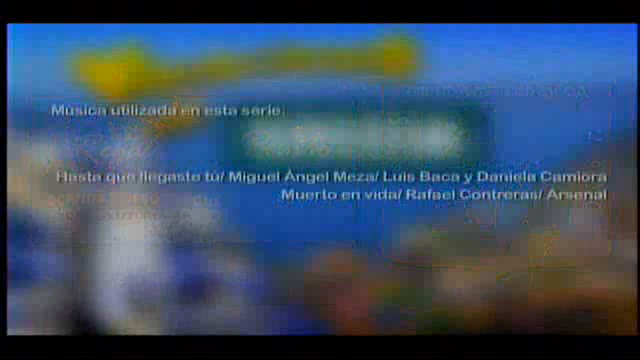 Música utilizada en esta serie:
Hasta que llegaste tú/ Miguel Ángel Meza/ Luis Baca y Daniela Camiora
Muerto en vida/ Rafael Contreras/ Arsenal